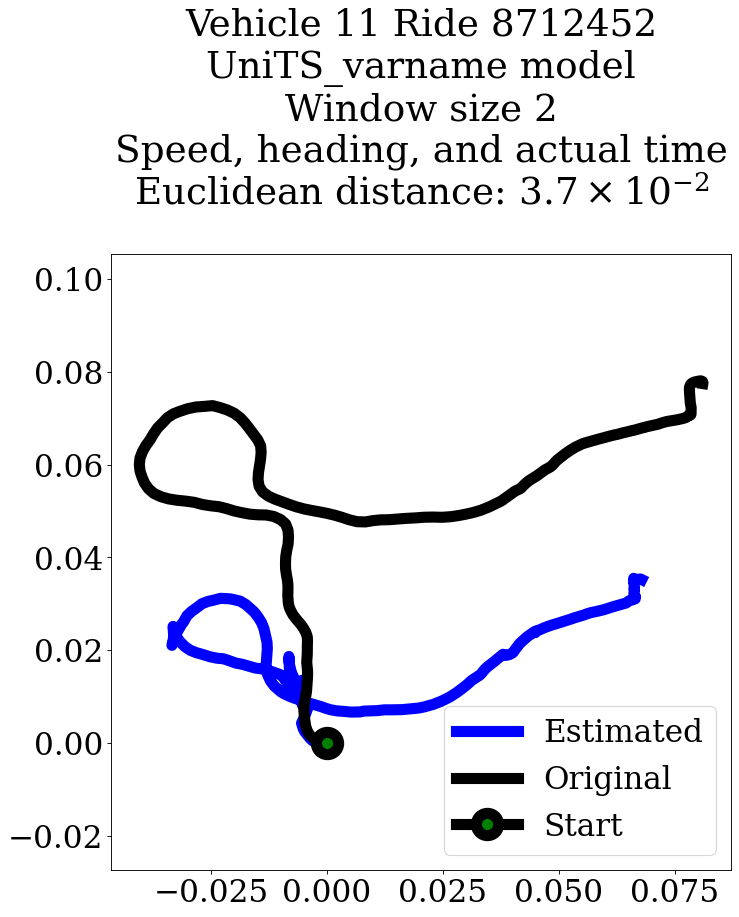 Vehicle 11 Ride 8712452
UniTS_varname model
Window size 2
Speed, heading, and actual time
Euclidean distance: 3.7 × 10⁻²
0.10
0.08
0.06
0.04
0.02
0.00
−0.02
Estimated
Original
Start
−0.025 0.000 0.025 0.050 0.075